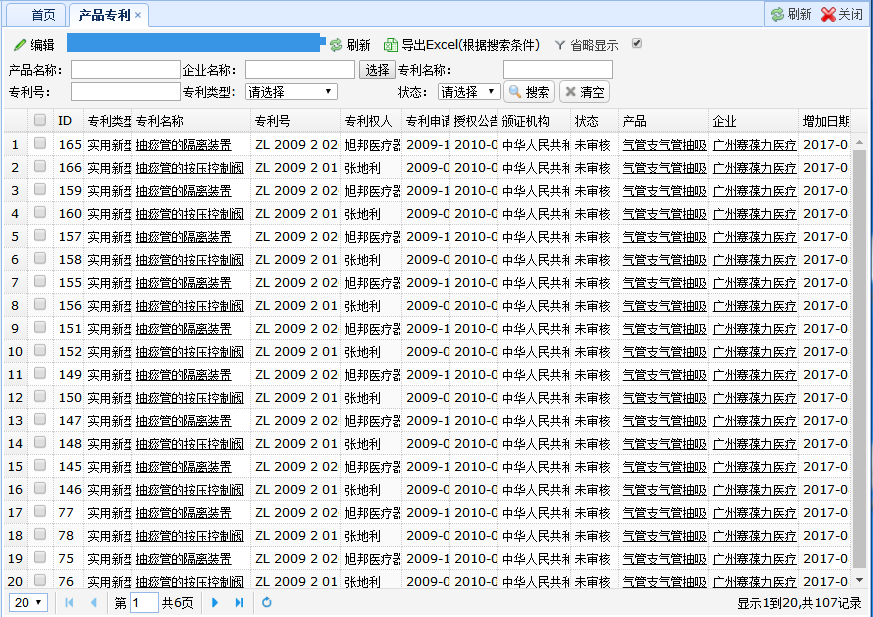 首页 产品专利 × 刷新 关闭
编辑 刷新 导出Excel(根据搜索条件) 省略显示
产品名称: 企业名称: 选择 专利名称:
专利号: 专利类型: 请选择 状态: 请选择 搜索 清空
ID 专利类型 专利名称 专利号 专利权人 专利申请 授权公告 颁证机构 状态 产品 企业 增加日期
1 165 实用新型 抽痰管的隔离装置 ZL 2009 2 02 旭邦医疗器 2009-1 2010-0 中华人民共和 未审核 气管支气管抽吸 广州赛葆力医疗 2017-0
2 166 实用新型 抽痰管的按压控制阀 ZL 2009 2 01 张地利 2009-0 2010-0 中华人民共和 未审核 气管支气管抽吸 广州赛葆力医疗 2017-0
3 159 实用新型 抽痰管的隔离装置 ZL 2009 2 02 旭邦医疗器 2009-1 2010-0 中华人民共和 未审核 气管支气管抽吸 广州赛葆力医疗 2017-0
4 160 实用新型 抽痰管的按压控制阀 ZL 2009 2 01 张地利 2009-0 2010-0 中华人民共和 未审核 气管支气管抽吸 广州赛葆力医疗 2017-0
5 157 实用新型 抽痰管的隔离装置 ZL 2009 2 02 旭邦医疗器 2009-1 2010-0 中华人民共和 未审核 气管支气管抽吸 广州赛葆力医疗 2017-0
6 158 实用新型 抽痰管的按压控制阀 ZL 2009 2 01 张地利 2009-0 2010-0 中华人民共和 未审核 气管支气管抽吸 广州赛葆力医疗 2017-0
7 155 实用新型 抽痰管的隔离装置 ZL 2009 2 02 旭邦医疗器 2009-1 2010-0 中华人民共和 未审核 气管支气管抽吸 广州赛葆力医疗 2017-0
8 156 实用新型 抽痰管的按压控制阀 ZL 2009 2 01 张地利 2009-0 2010-0 中华人民共和 未审核 气管支气管抽吸 广州赛葆力医疗 2017-0
9 151 实用新型 抽痰管的隔离装置 ZL 2009 2 02 旭邦医疗器 2009-1 2010-0 中华人民共和 未审核 气管支气管抽吸 广州赛葆力医疗 2017-0
10 152 实用新型 抽痰管的按压控制阀 ZL 2009 2 01 张地利 2009-0 2010-0 中华人民共和 未审核 气管支气管抽吸 广州赛葆力医疗 2017-0
11 149 实用新型 抽痰管的隔离装置 ZL 2009 2 02 旭邦医疗器 2009-1 2010-0 中华人民共和 未审核 气管支气管抽吸 广州赛葆力医疗 2017-0
12 150 实用新型 抽痰管的按压控制阀 ZL 2009 2 01 张地利 2009-0 2010-0 中华人民共和 未审核 气管支气管抽吸 广州赛葆力医疗 2017-0
13 147 实用新型 抽痰管的隔离装置 ZL 2009 2 02 旭邦医疗器 2009-1 2010-0 中华人民共和 未审核 气管支气管抽吸 广州赛葆力医疗 2017-0
14 148 实用新型 抽痰管的按压控制阀 ZL 2009 2 01 张地利 2009-0 2010-0 中华人民共和 未审核 气管支气管抽吸 广州赛葆力医疗 2017-0
15 145 实用新型 抽痰管的隔离装置 ZL 2009 2 02 旭邦医疗器 2009-1 2010-0 中华人民共和 未审核 气管支气管抽吸 广州赛葆力医疗 2017-0
16 146 实用新型 抽痰管的按压控制阀 ZL 2009 2 01 张地利 2009-0 2010-0 中华人民共和 未审核 气管支气管抽吸 广州赛葆力医疗 2017-0
17 77 实用新型 抽痰管的隔离装置 ZL 2009 2 02 旭邦医疗器 2009-1 2010-0 中华人民共和 未审核 气管支气管抽吸 广州赛葆力医疗 2017-0
18 78 实用新型 抽痰管的按压控制阀 ZL 2009 2 01 张地利 2009-0 2010-0 中华人民共和 未审核 气管支气管抽吸 广州赛葆力医疗 2017-0
19 75 实用新型 抽痰管的隔离装置 ZL 2009 2 02 旭邦医疗器 2009-1 2010-0 中华人民共和 未审核 气管支气管抽吸 广州赛葆力医疗 2017-0
20 76 实用新型 抽痰管的按压控制阀 ZL 2009 2 01 张地利 2009-0 2010-0 中华人民共和 未审核 气管支气管抽吸 广州赛葆力医疗 2017-0
20 第 1 共6页 显示1到20,共107记录